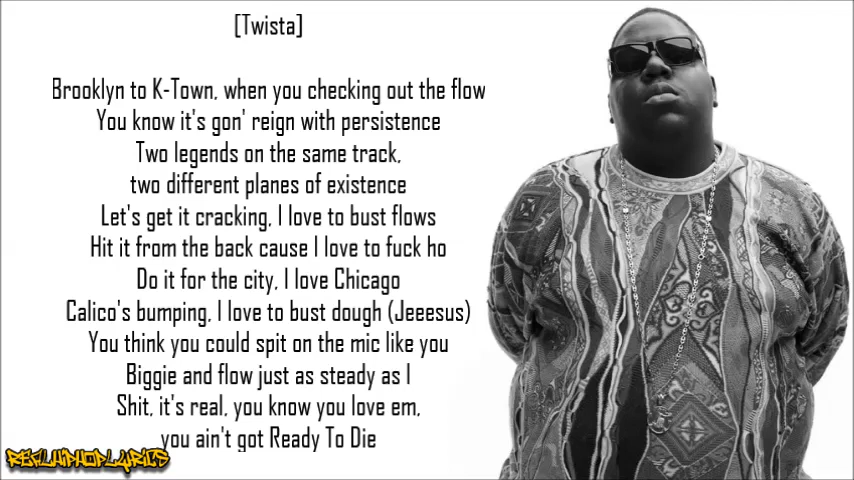 [Twista]
Brooklyn to K-Town, when you checking out the flow
You know it's gon' reign with persistence
Two legends on the same track,
two different planes of existence
Let's get it cracking, I love to bust flows
Hit it from the back cause I love to fuck ho
Do it for the city, I love Chicago
Calico's bumping, I love to bust dough (Jeeesus)
You think you could spit on the mic like you
Biggie and flow just as steady as I
Shit, it's real, you know you love em,
you ain't got Ready To Die
REALHIPHOPLYRICS